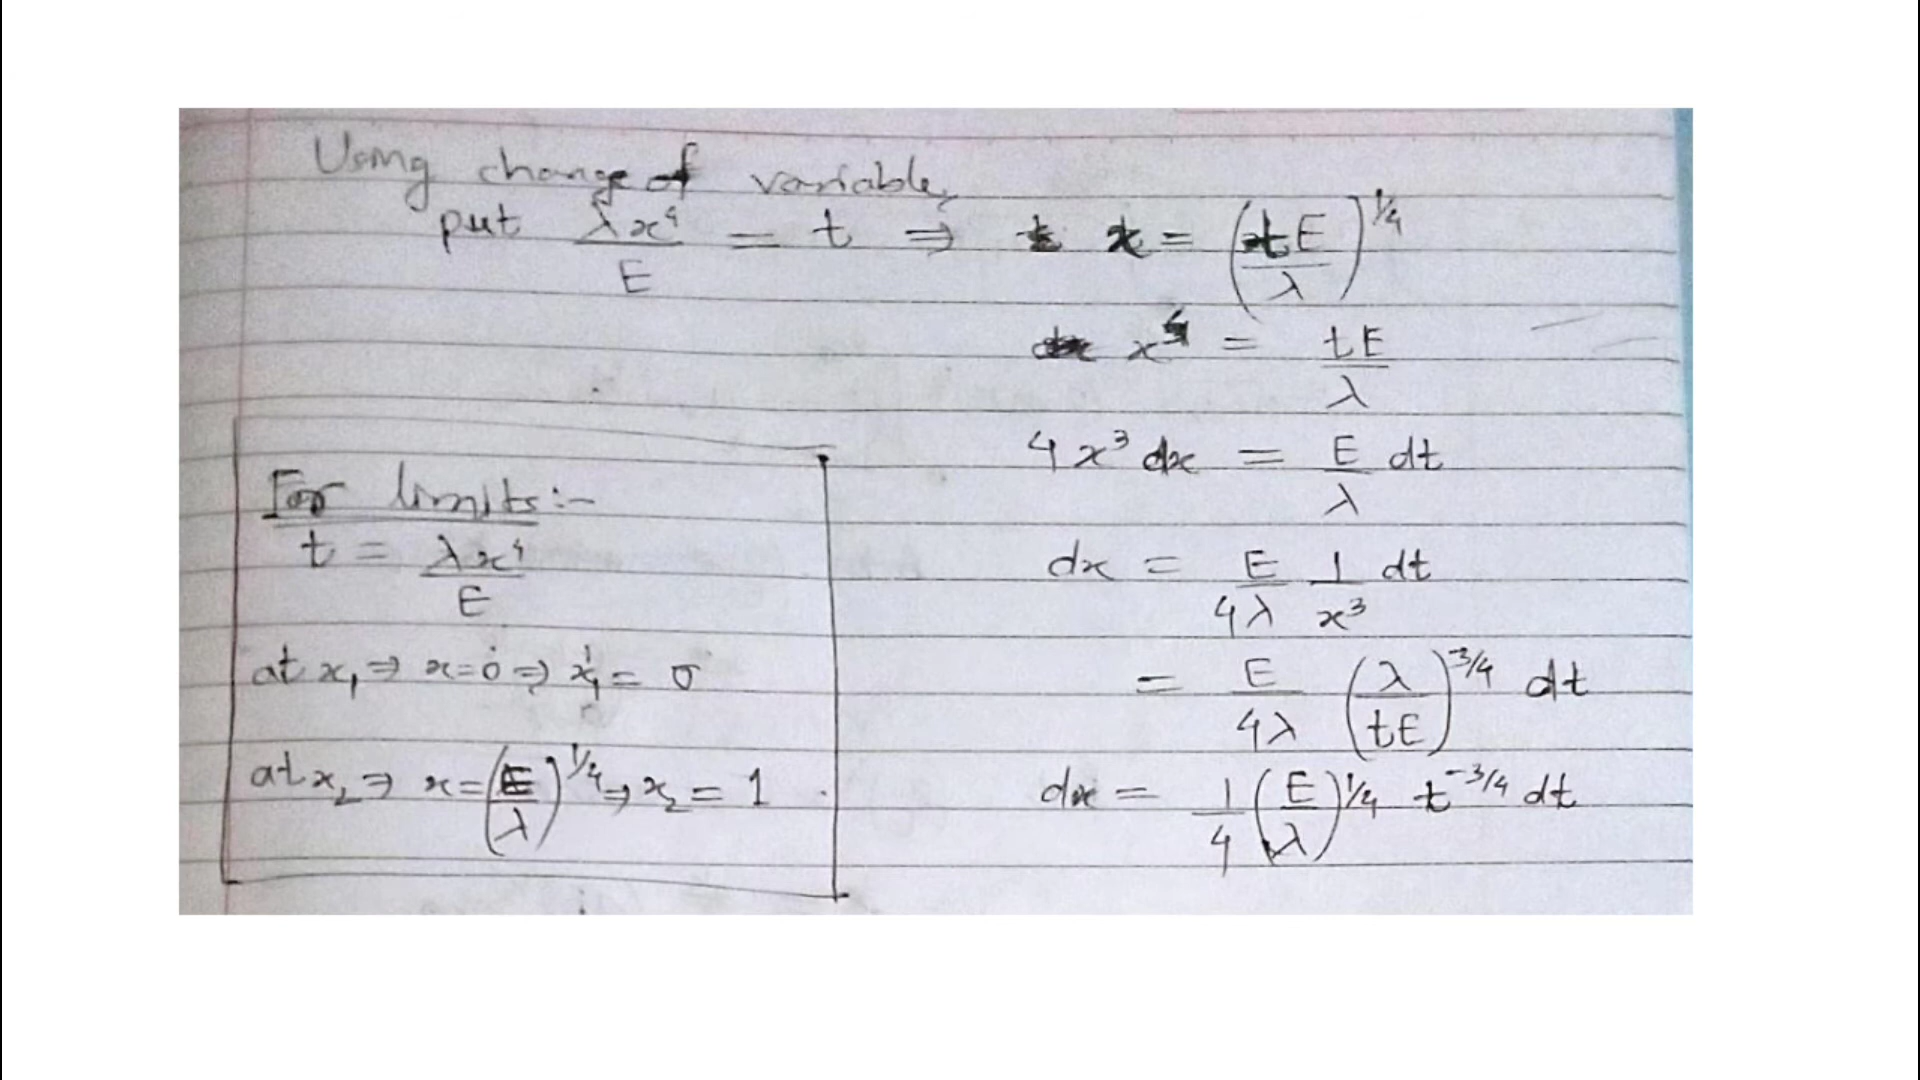 Using change of variable,
put λx⁴/E = t ⇒ x = (tE/λ)^1/4
x⁴ = tE/λ
4x³ dx = E/λ dt
dx = E/4λ 1/x³ dt
= E/4λ (λ/tE)^-3/4 dt
dx = 1/4 (E/λ)^1/4 t^-3/4 dt
For limits :-
t = λx⁴/E
at x₁ ⇒ x = 0 ⇒ x₁ = 0
at x₂ ⇒ x = (E/λ)^1/4 ⇒ x₂ = 1